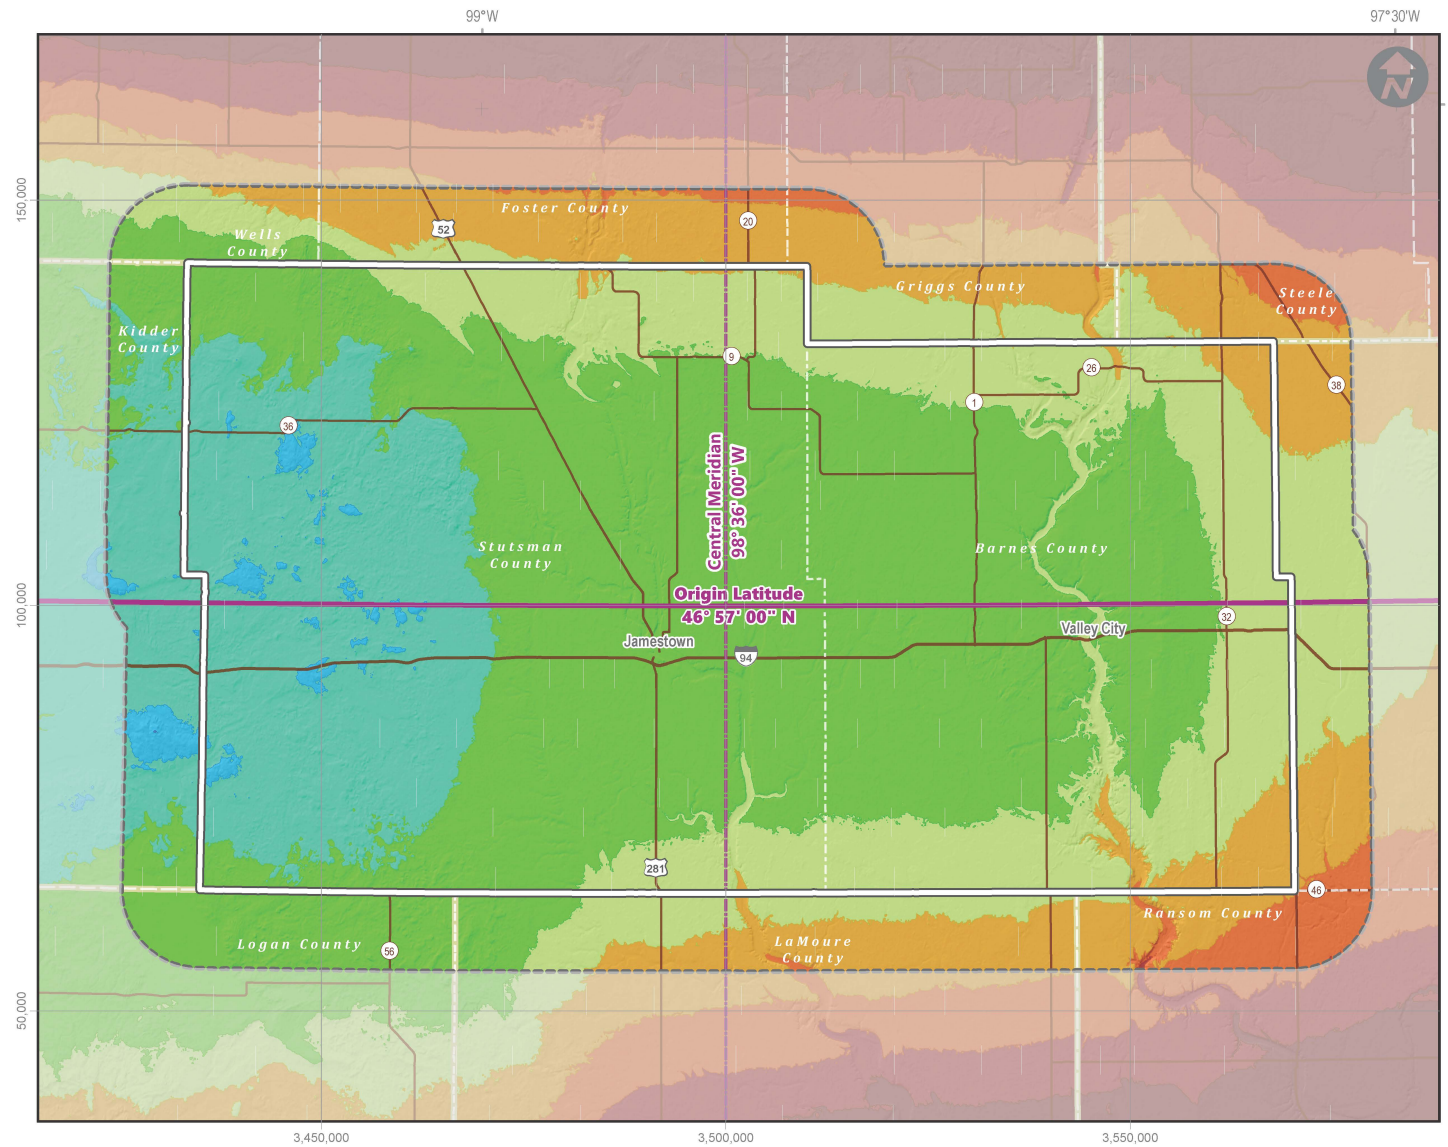 99°W
97°30'W
N
150,000
Foster County
52
20
Wells
County
Griggs County
Steele
County
Kidder
County
9
26
38
1
36
Central Meridian
98° 36' 00" W
Stutsman
County
Barnes County
Origin Latitude
46° 57' 00" N
100,000
32
Valley City
Jamestown
94
281
46
Ransom County
Logan County
56
LaMoure
County
50,000
3,450,000
3,500,000
3,550,000